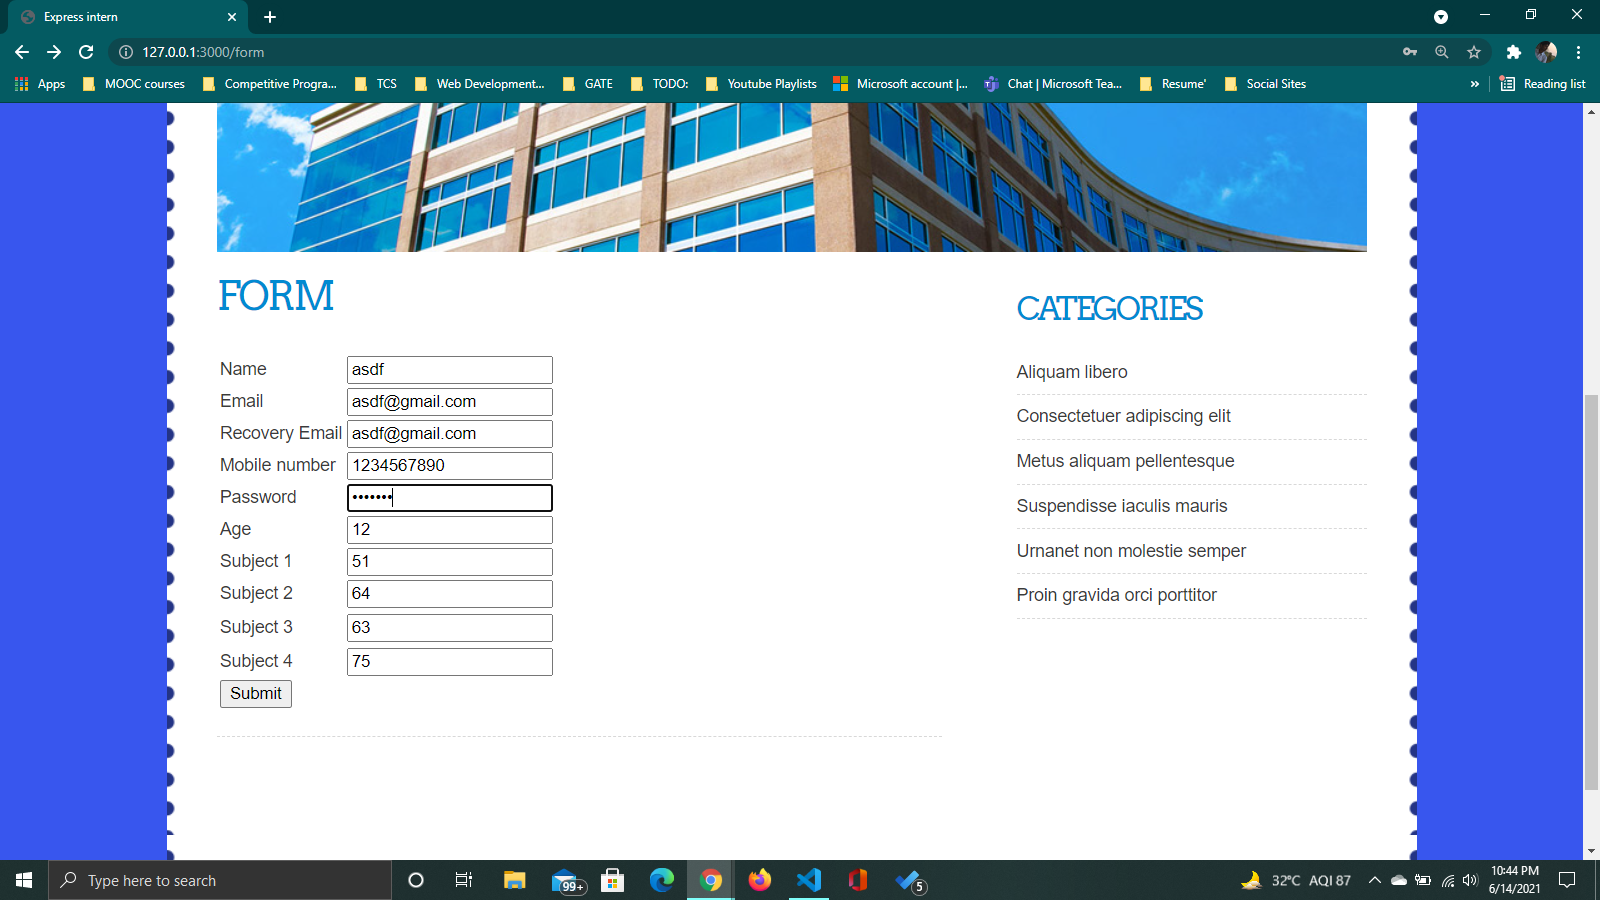 Express intern
127.0.0.1:3000/form
Apps MOOC courses Competitive Progra... TCS Web Development... GATE TODO: Youtube Playlists Microsoft account |... Chat | Microsoft Tea... Resume' Social Sites » Reading list
FORM
Name asdf
Email asdf@gmail.com
Recovery Email asdf@gmail.com
Mobile number 1234567890
Password •••••••
Age 12
Subject 1 51
Subject 2 64
Subject 3 63
Subject 4 75
Submit
CATEGORIES
Aliquam libero
Consectetuer adipiscing elit
Metus aliquam pellentesque
Suspendisse iaculis mauris
Urnanet non molestie semper
Proin gravida orci porttitor
Type here to search
99+
5
32°C AQI 87
10:44 PM
6/14/2021